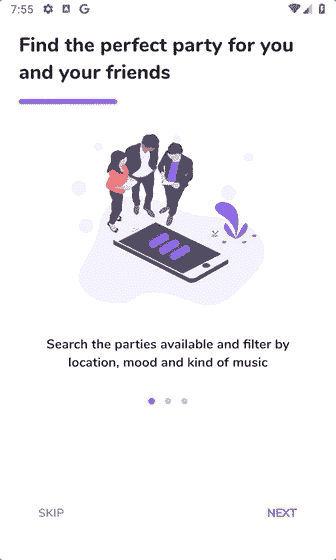 7:55
Find the perfect party for you
and your friends
Search the parties available and filter by
location, mood and kind of music
SKIP
NEXT